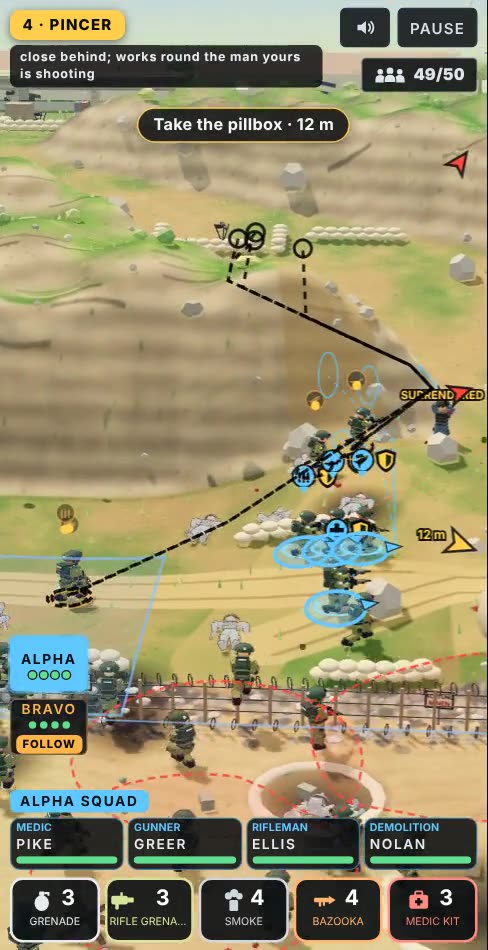 4 · PINCER
PAUSE
close behind; works round the man yours
is shooting
49/50
Take the pillbox · 12 m
SURRENDERED
12 m
ALPHA
BRAVO
FOLLOW
ALPHA SQUAD
MEDIC
PIKE
GUNNER
GREER
RIFLEMAN
ELLIS
DEMOLITION
NOLAN
3
GRENADE
3
RIFLE GRENA...
4
SMOKE
4
BAZOOKA
3
MEDIC KIT